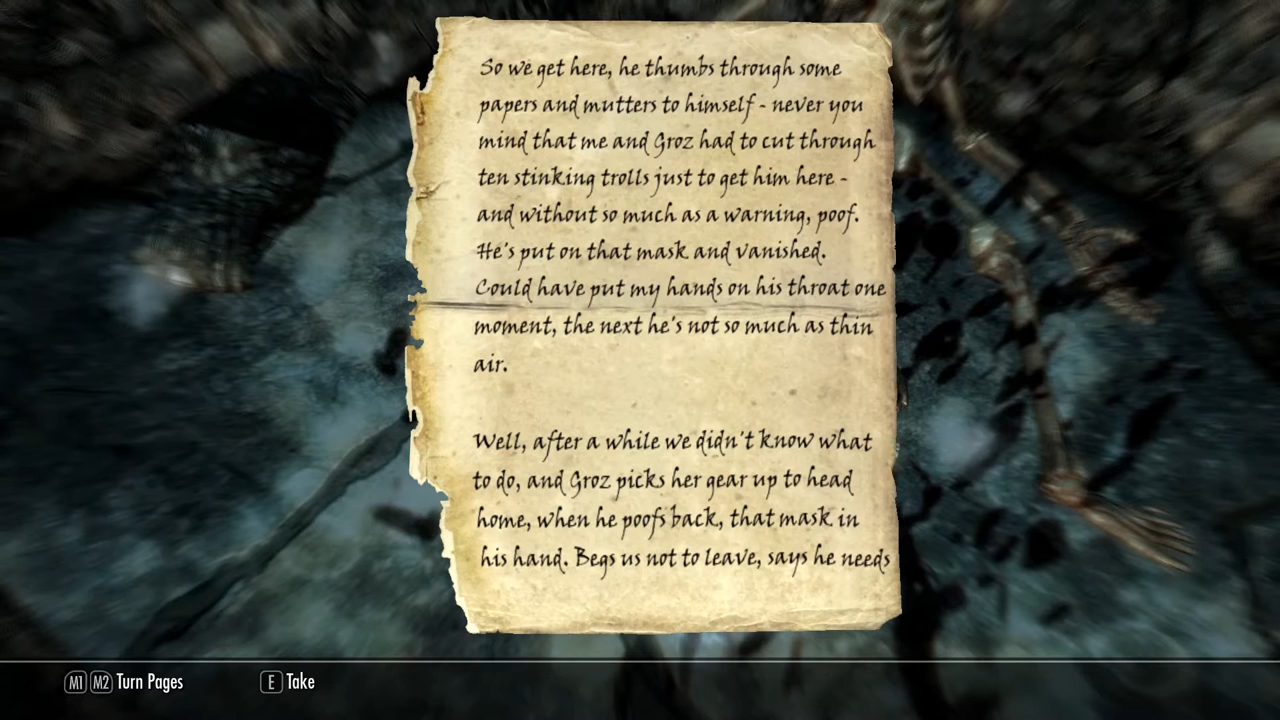 So we get here, he thumbs through some
papers and mutters to himself - never you
mind that me and Groz had to cut through
ten stinking trolls just to get him here -
and without so much as a warning, poof.
He's put on that mask and vanished.
Could have put my hands on his throat one
moment, the next he's not so much as thin
air.
Well, after a while we didn't know what
to do, and Groz picks her gear up to head
home, when he poofs back, that mask in
his hand. Begs us not to leave, says he needs
M1 M2 Turn Pages
E Take